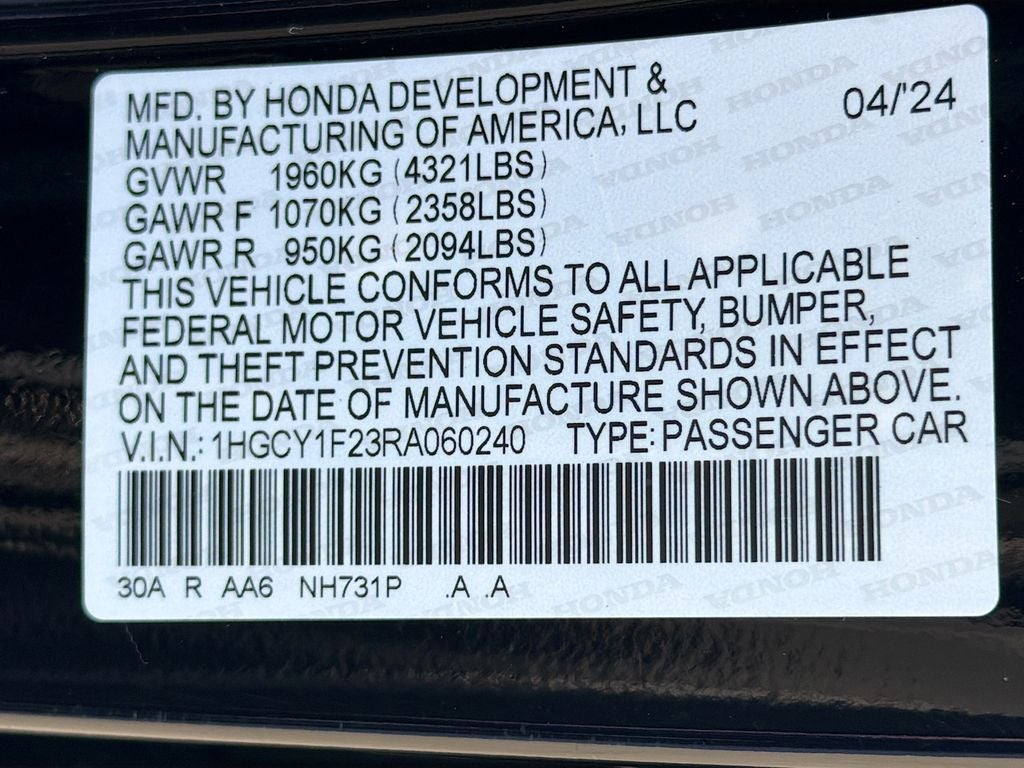 MFD. BY HONDA DEVELOPMENT &
MANUFACTURING OF AMERICA, LLC 04/'24
GVWR 1960KG (4321LBS)
GAWR F 1070KG (2358LBS)
GAWR R 950KG (2094LBS)
THIS VEHICLE CONFORMS TO ALL APPLICABLE
FEDERAL MOTOR VEHICLE SAFETY, BUMPER,
AND THEFT PREVENTION STANDARDS IN EFFECT
ON THE DATE OF MANUFACTURE SHOWN ABOVE.
V.I.N.: 1HGCY1F23RA060240 TYPE: PASSENGER CAR
30A R AA6 NH731P .A .A